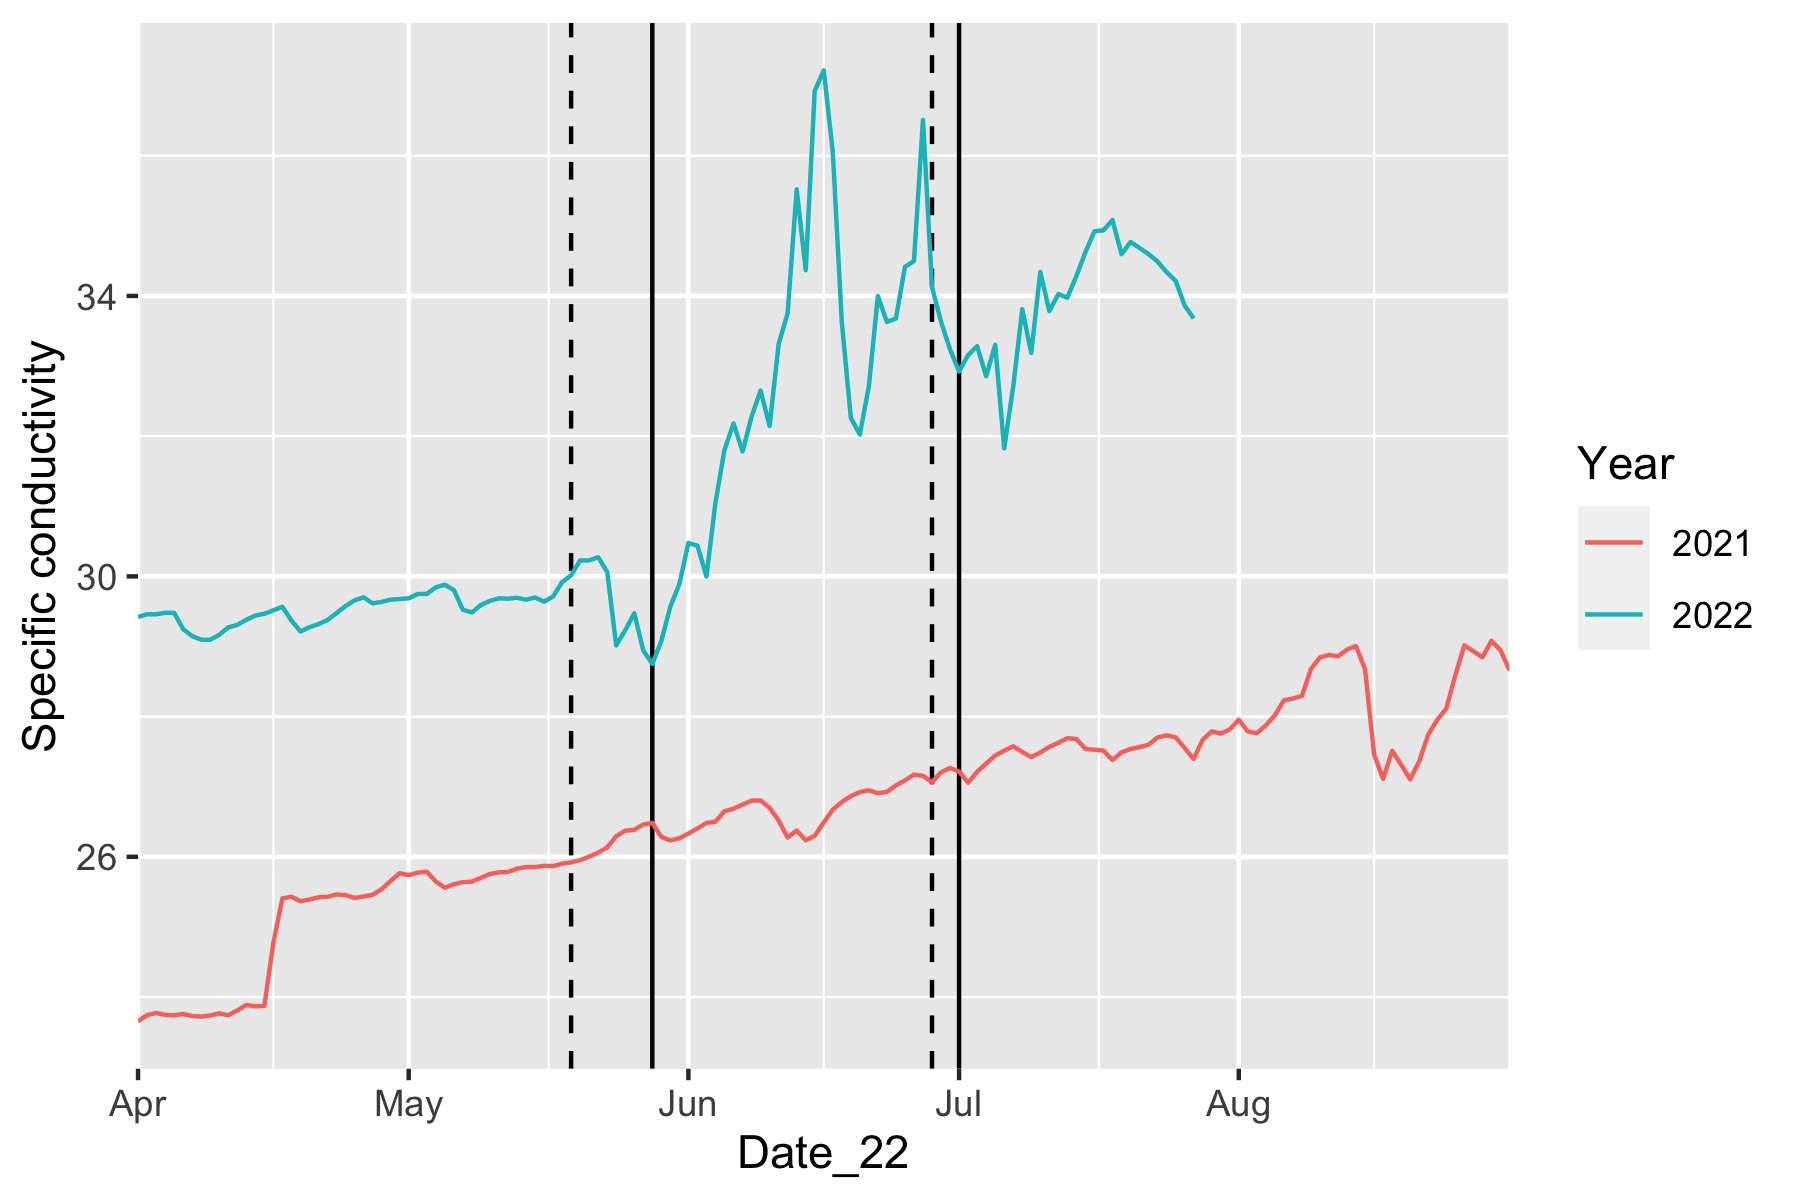 Specific conductivity
34
30
26
Apr May Jun Jul Aug
Date_22
Year
2021
2022